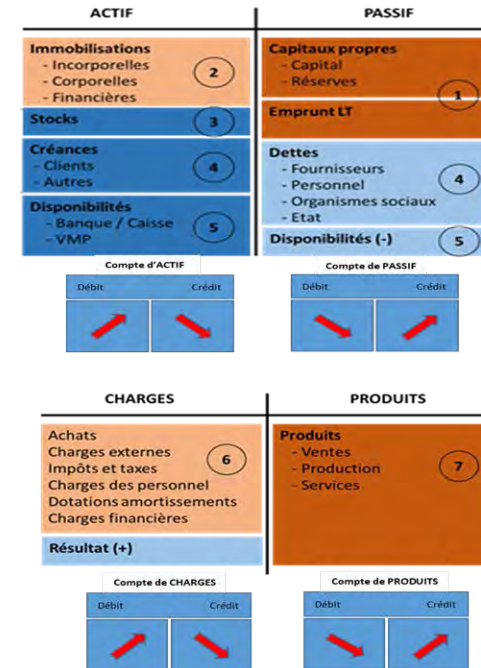 ACTIF
PASSIF
Immobilisations
- Incorporelles
- Corporelles
- Financières
2
Stocks
3
Créances
- Clients
- Autres
4
Disponibilités
- Banque / Caisse
- VMP
5
Capitaux propres
- Capital
- Réserves
1
Emprunt LT
Dettes
- Fournisseurs
- Personnel
- Organismes sociaux
- Etat
4
Disponibilités (-)
5
Compte d'ACTIF
Débit Crédit
Compte de PASSIF
Débit Crédit
CHARGES
PRODUITS
Achats
Charges externes
Impôts et taxes
Charges des personnel
Dotations amortissements
Charges financières
6
Résultat (+)
Produits
- Ventes
- Production
- Services
7
Compte de CHARGES
Débit Crédit
Compte de PRODUITS
Débit Crédit